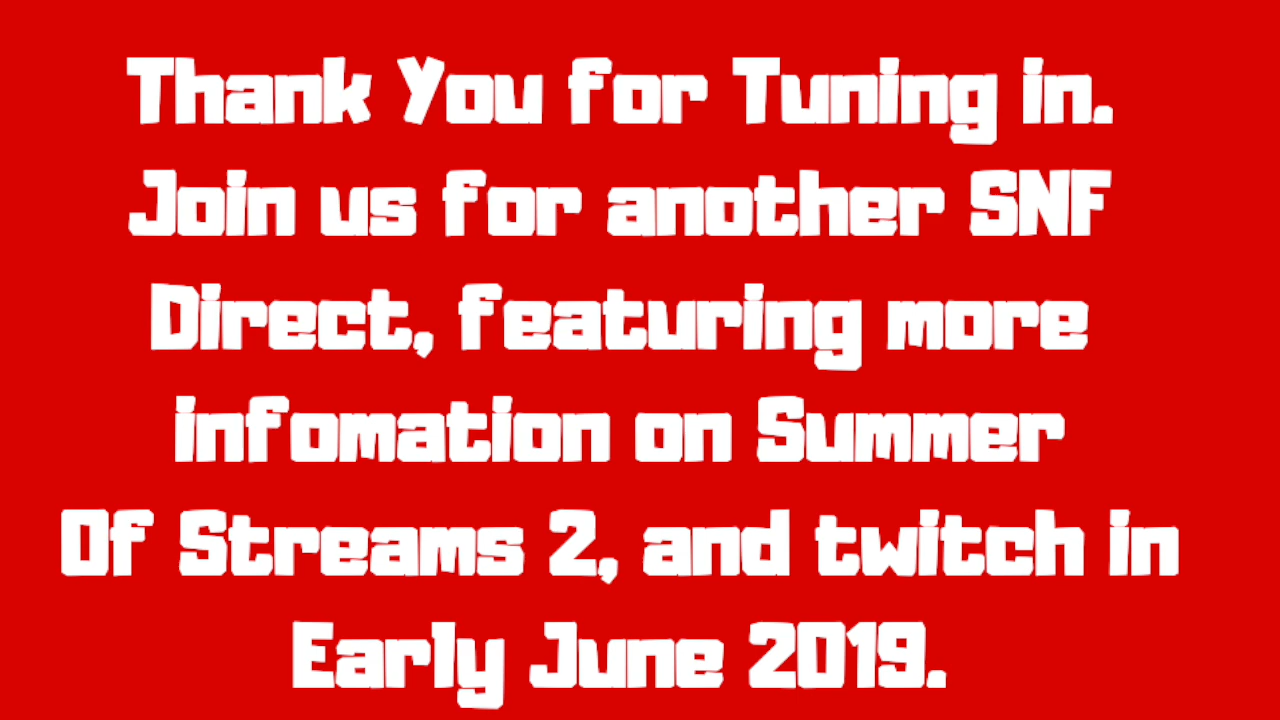 Thank You for Tuning in.
Join us for another SNF
Direct, featuring more
infomation on Summer
Of Streams 2, and twitch in
Early June 2019.